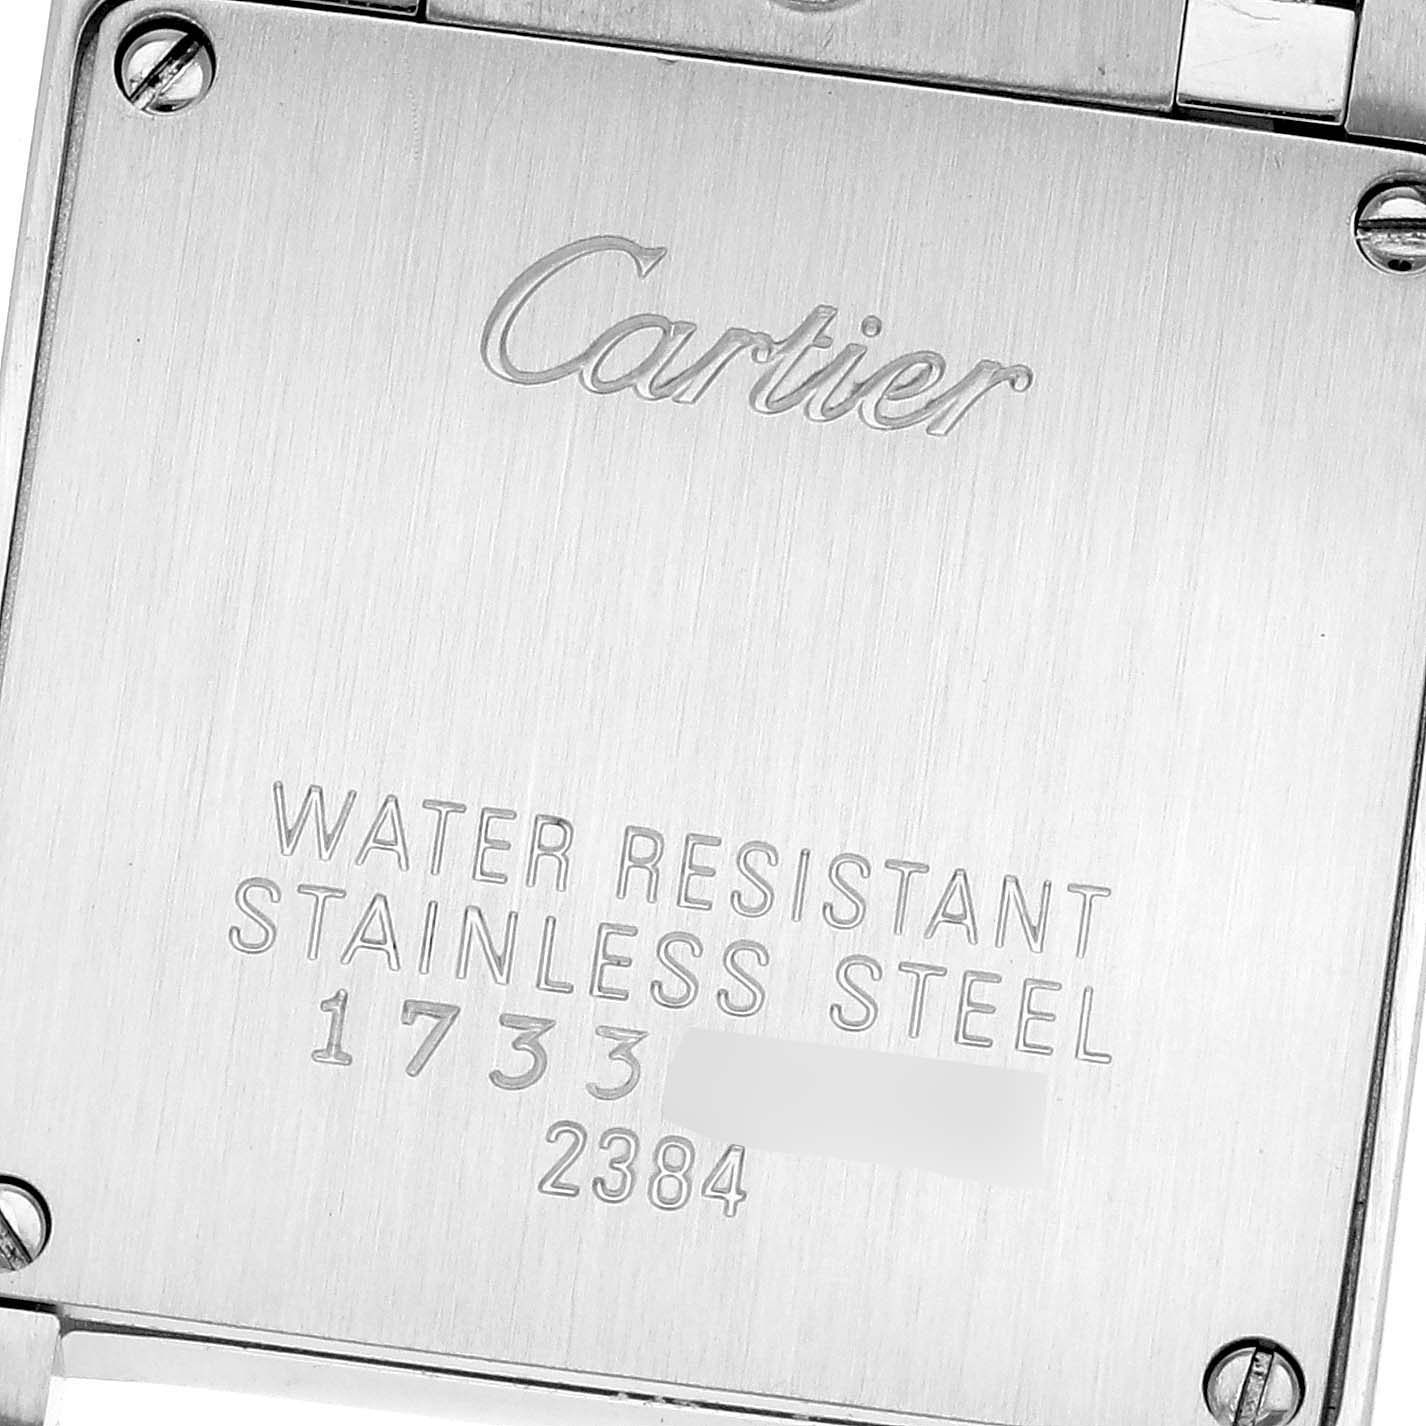 Cartier
WATER RESISTANT
STAINLESS STEEL
1733
2384